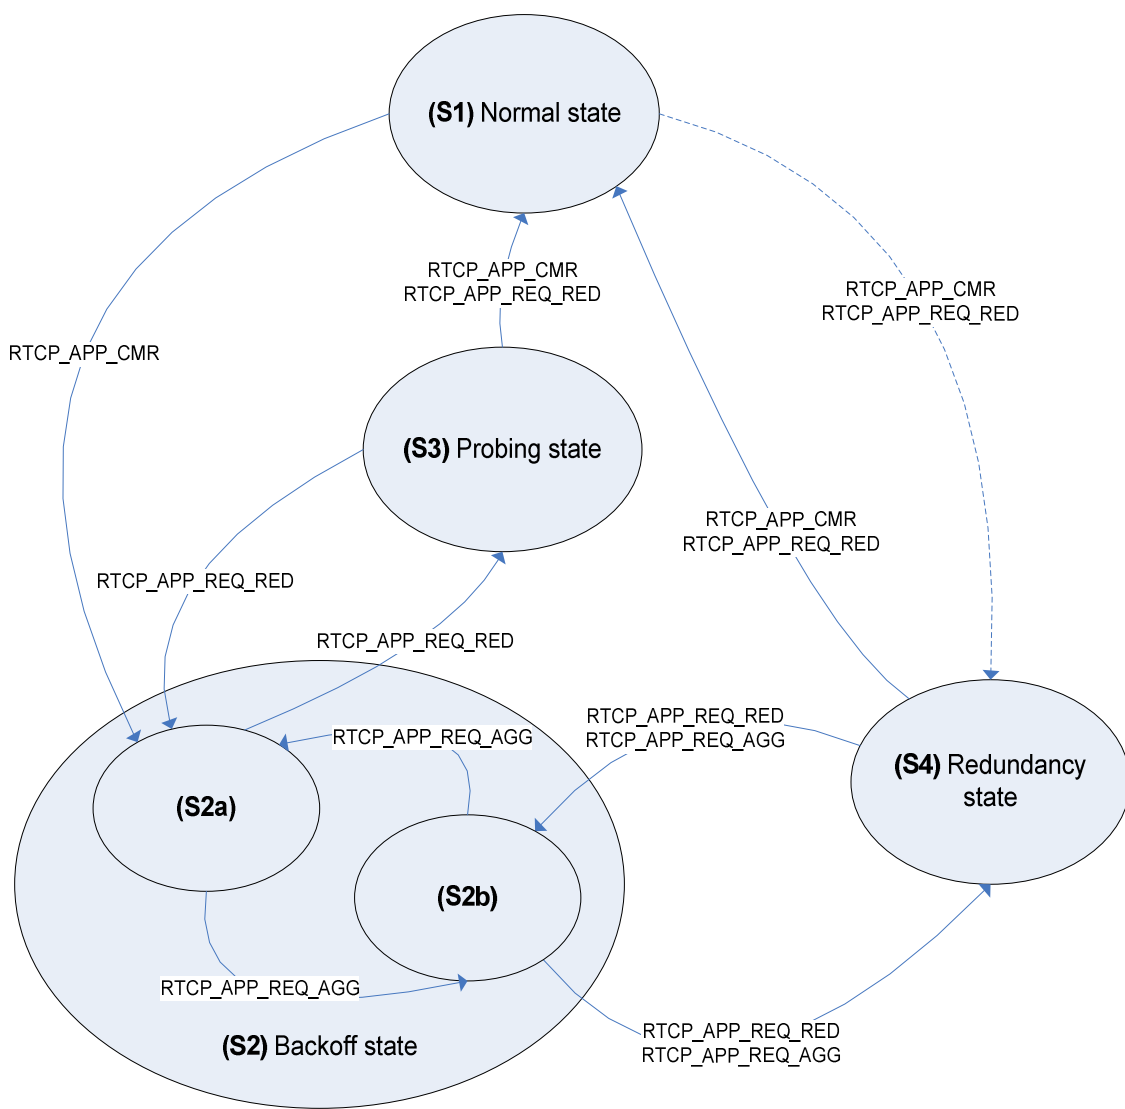 (S1) Normal state
RTCP_APP_CMR
RTCP_APP_REQ_RED
RTCP_APP_CMR
RTCP_APP_REQ_RED
RTCP_APP_CMR
(S3) Probing state
RTCP_APP_CMR
RTCP_APP_REQ_RED
RTCP_APP_REQ_RED
RTCP_APP_REQ_RED
RTCP_APP_REQ_RED
RTCP_APP_REQ_AGG
RTCP_APP_REQ_AGG
(S4) Redundancy
state
(S2a)
(S2b)
RTCP_APP_REQ_AGG
RTCP_APP_REQ_RED
RTCP_APP_REQ_AGG
(S2) Backoff state